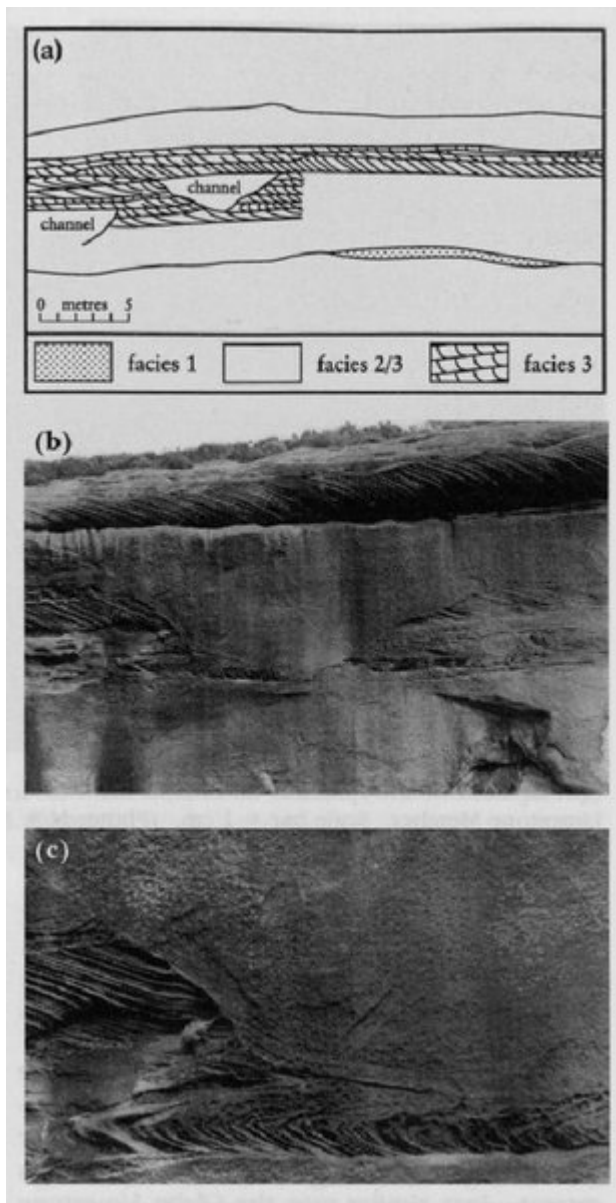 (a)
channel
channel
0 metres 5
facies 1
facies 2/3
facies 3
(b)
(c)